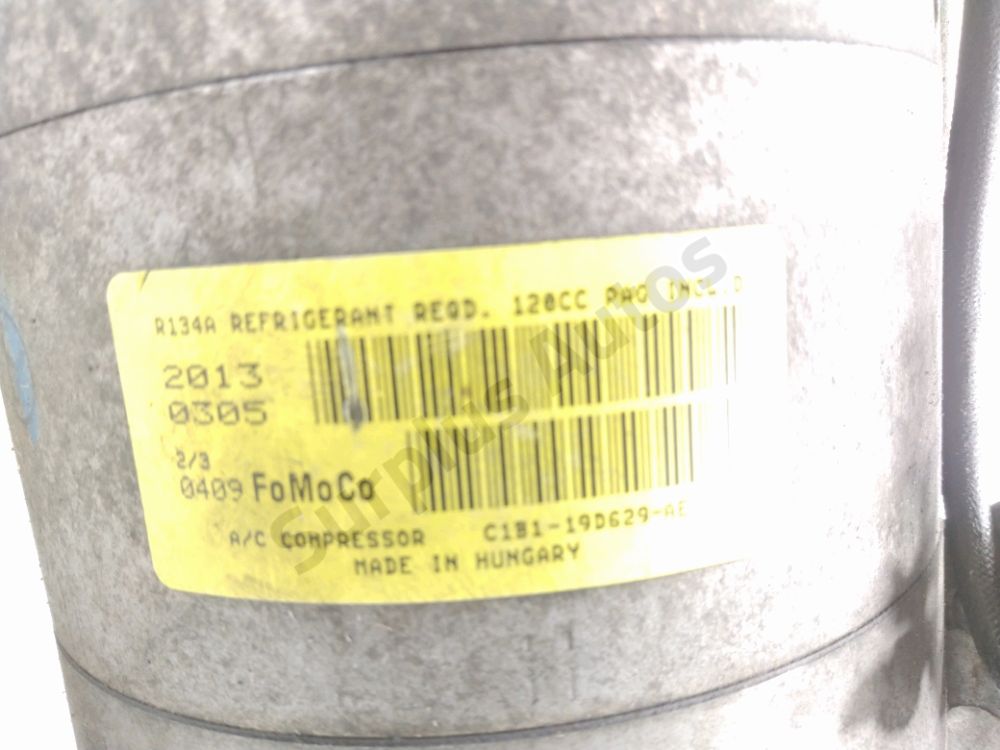 R134A REFRIGERANT REQD. 120CC PAG INCL.D
2013
0305
2/3
0409 FoMoCo
A/C COMPRESSOR C1B1-19D629-AE
MADE IN HUNGARY
Surplus Autos